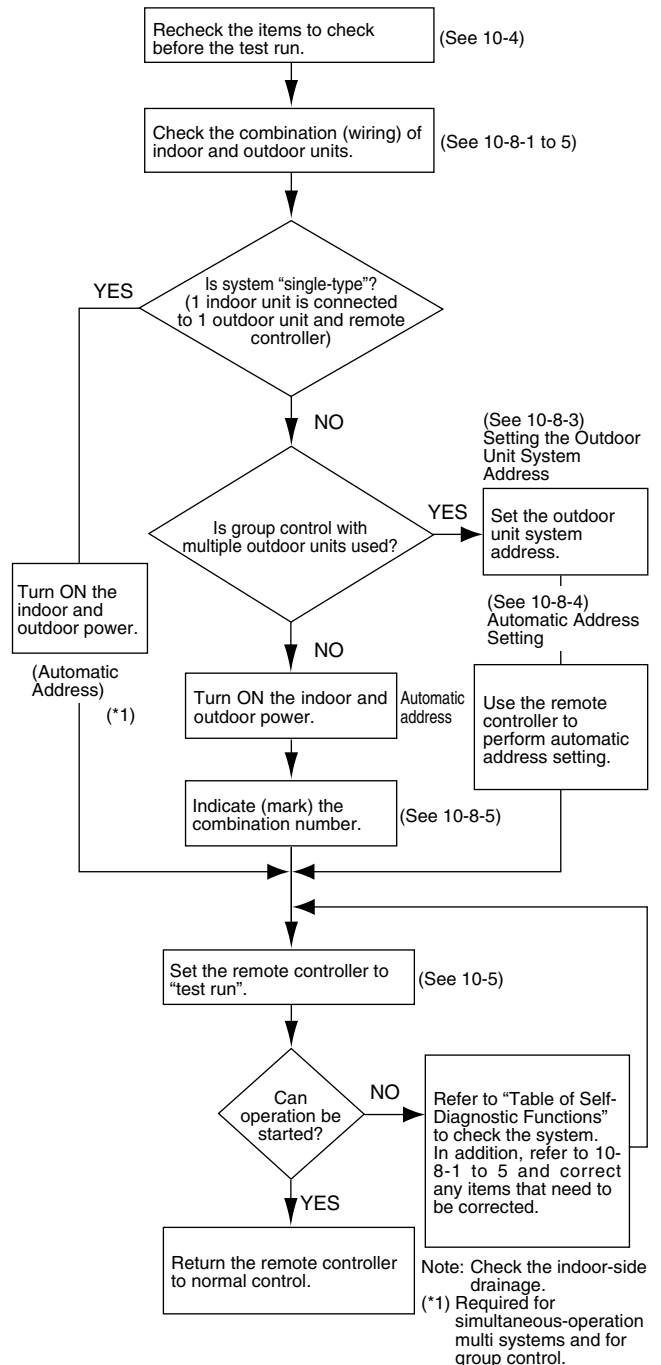 Recheck the items to check
before the test run.
(See 10-4)
Check the combination (wiring) of
indoor and outdoor units.
(See 10-8-1 to 5)
Is system “single-type”?
(1 indoor unit is connected
to 1 outdoor unit and remote
controller)
YES
NO
(See 10-8-3)
Setting the Outdoor
Unit System
Address
Is group control with
multiple outdoor units used?
YES
Set the outdoor
unit system
address.
Turn ON the
indoor and
outdoor power.
(Automatic
Address)
(*1)
(See 10-8-4)
Automatic Address
Setting
NO
Turn ON the indoor and
outdoor power.
Automatic
address
Use the remote
controller to
perform automatic
address setting.
Indicate (mark) the
combination number.
(See 10-8-5)
Set the remote controller to
“test run”.
(See 10-5)
Can
operation be
started?
NO
Refer to “Table of Self-
Diagnostic Functions”
to check the system.
In addition, refer to 10-
8-1 to 5 and correct
any items that need to
be corrected.
YES
Return the remote controller
to normal control.
Note: Check the indoor-side
drainage.
(*1) Required for
simultaneous-operation
multi systems and for
group control.